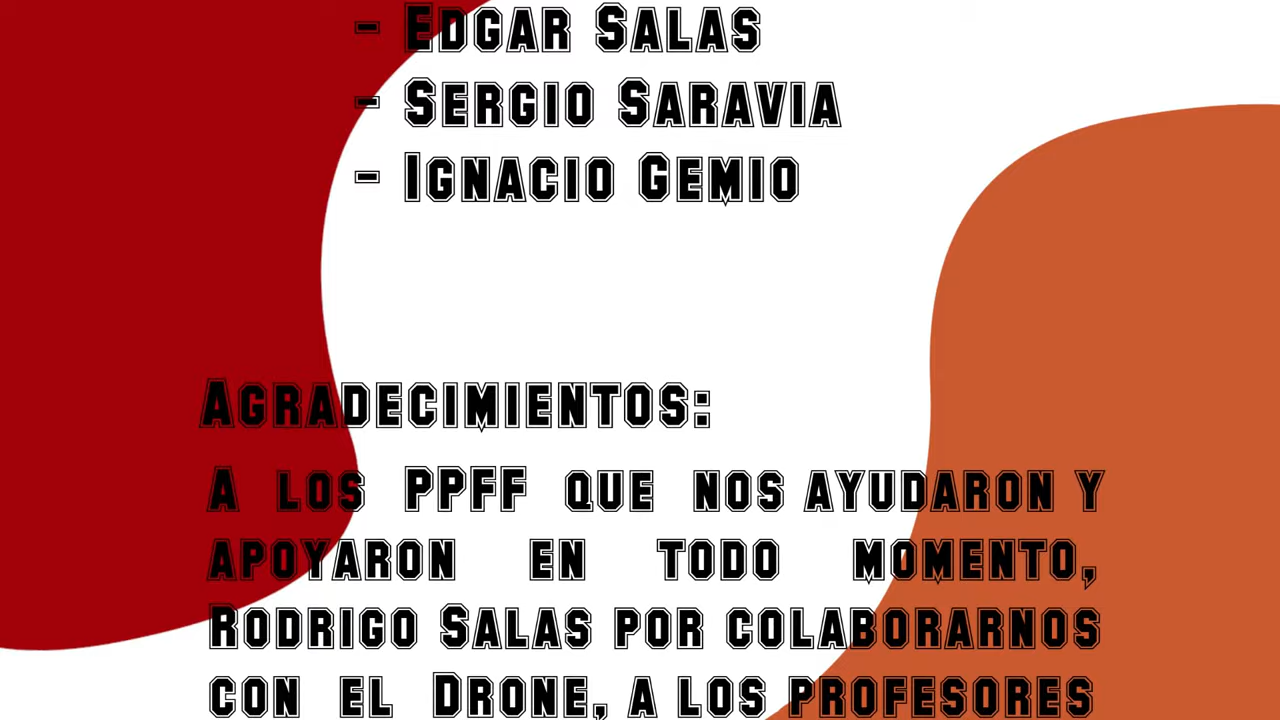 - Edgar Salas
- Sergio Saravia
- Ignacio Gemio
Agradecimientos:
A los PPFF que nos ayudaron y
apoyaron en todo momento,
Rodrigo Salas por colaborarnos
con el Drone, a los profesores